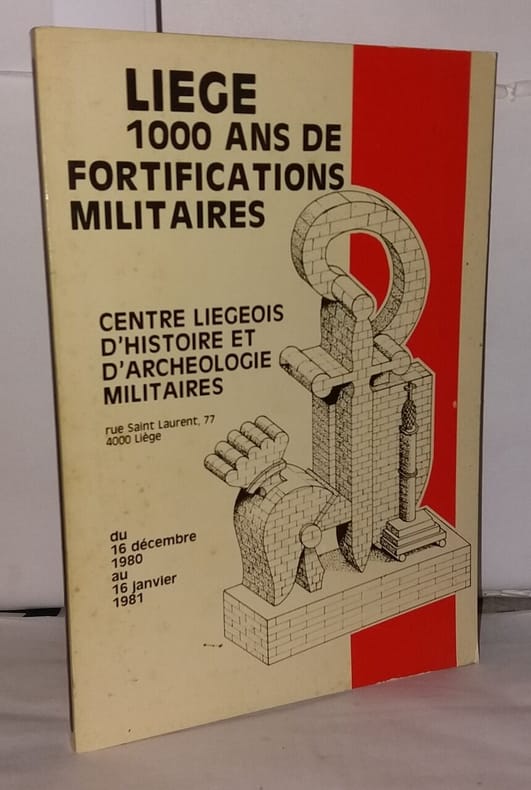 LIEGE
1000 ANS DE
FORTIFICATIONS
MILITAIRES
CENTRE LIEGEOIS
D'HISTOIRE ET
D'ARCHEOLOGIE
MILITAIRES
rue Saint Laurent, 77
4000 Liège
du
16 décembre
1980
au
16 janvier
1981